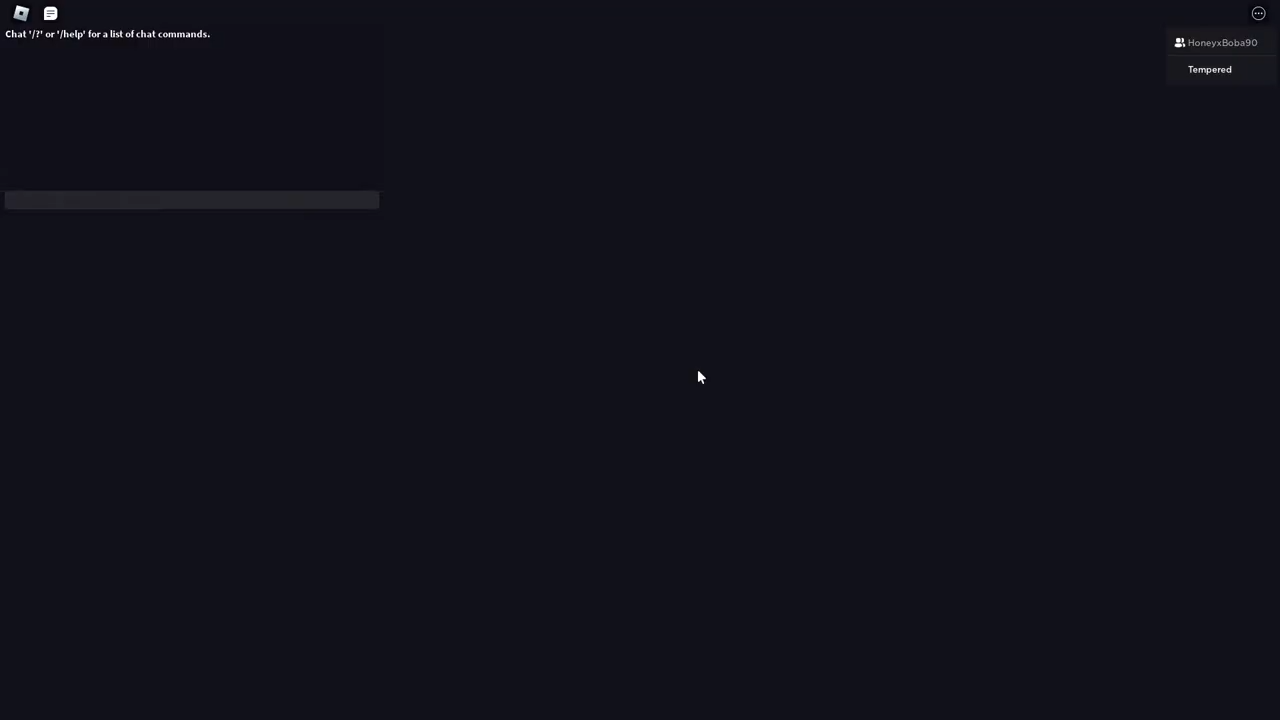 Chat '/?' or '/help' for a list of chat commands.
HoneyxBoba90
Tempered